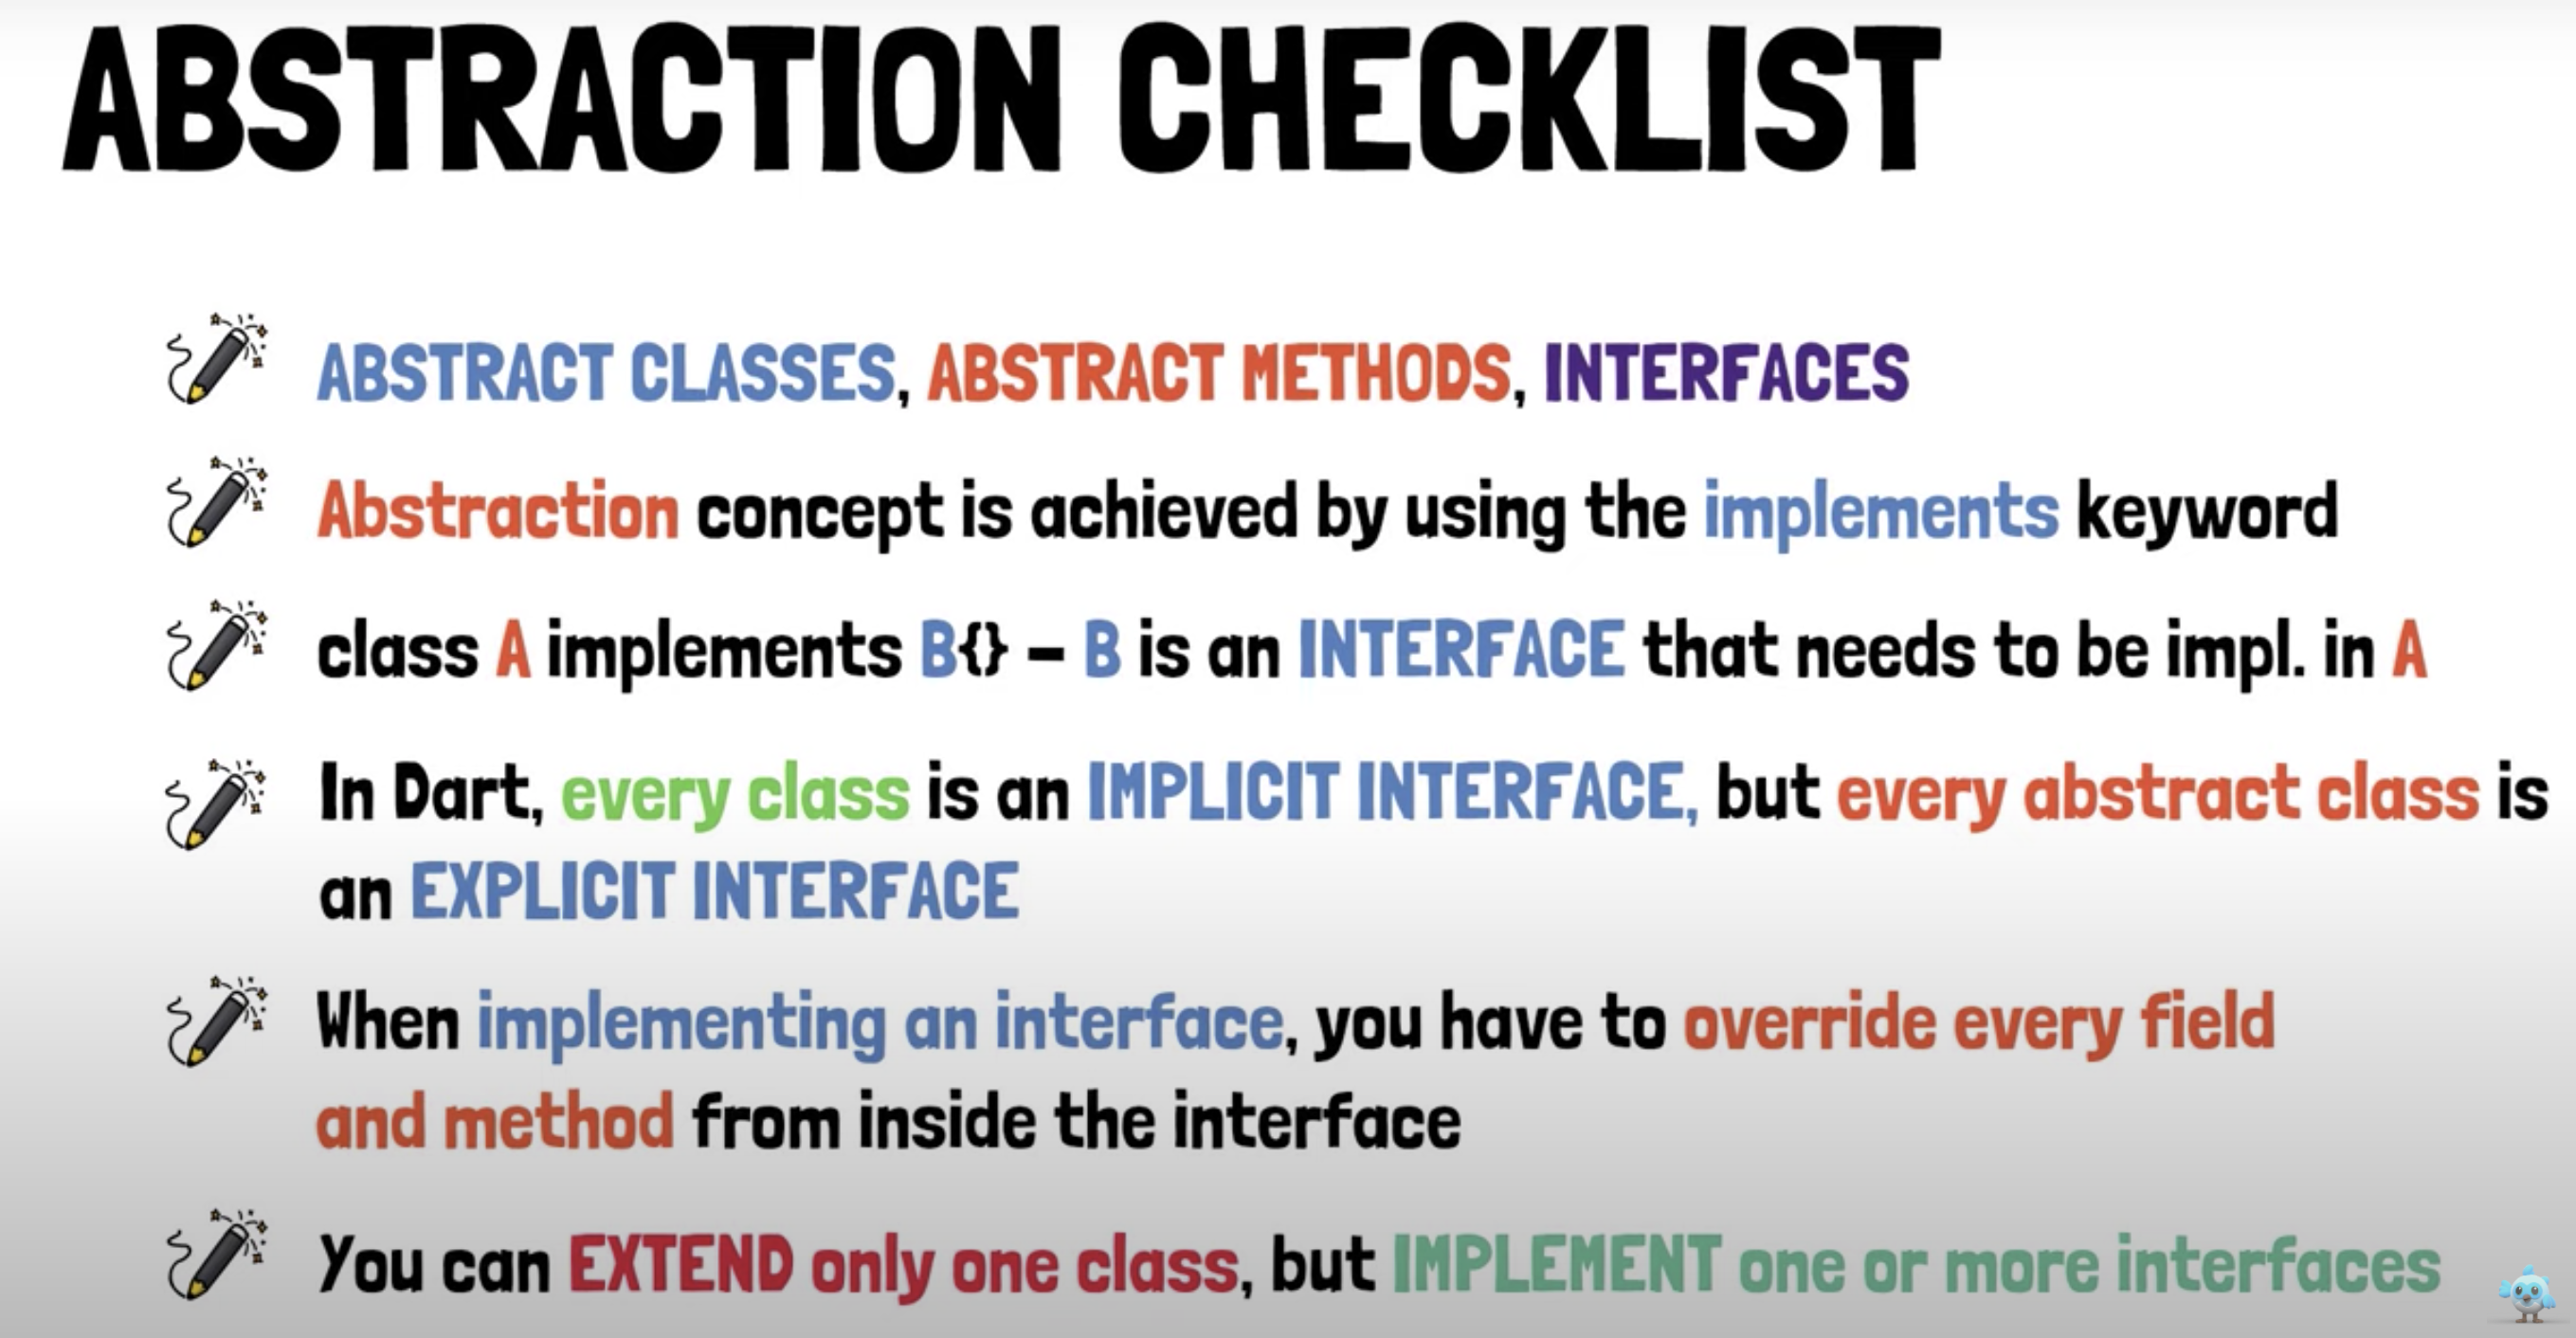 ABSTRACTION CHECKLIST
ABSTRACT CLASSES, ABSTRACT METHODS, INTERFACES
Abstraction concept is achieved by using the implements keyword
class A implements B{} - B is an INTERFACE that needs to be impl. in A
In Dart, every class is an IMPLICIT INTERFACE, but every abstract class is
an EXPLICIT INTERFACE
When implementing an interface, you have to override every field
and method from inside the interface
You can EXTEND only one class, but IMPLEMENT one or more interfaces